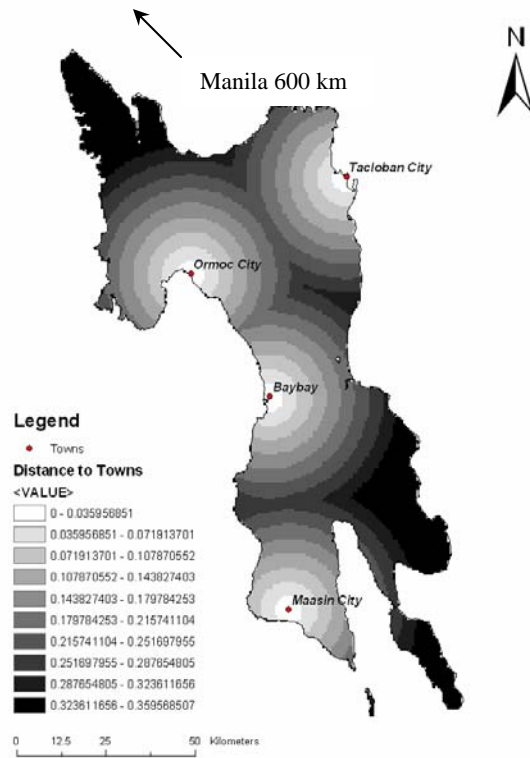 Manila 600 km
N
Tacloban City
Ormoc City
Baybay
Maasin City
Legend
Towns
Distance to Towns
<VALUE>
0 - 0.035956851
0.035956851 - 0.071913701
0.071913701 - 0.107870552
0.107870552 - 0.143827403
0.143827403 - 0.179784253
0.179784253 - 0.215741104
0.215741104 - 0.251697955
0.251697955 - 0.287654805
0.287654805 - 0.323611656
0.323611656 - 0.359568507
0 12.5 25 50 Kilometers